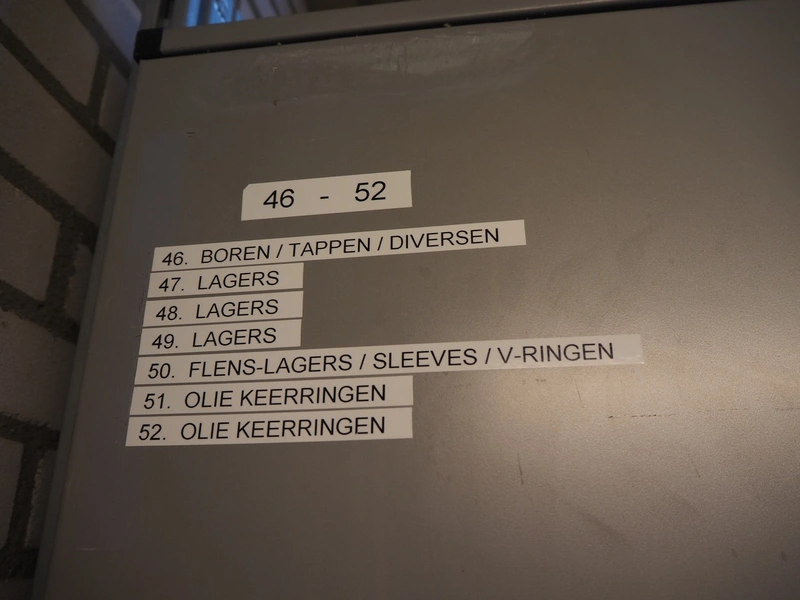 46 - 52
46. BOREN / TAPPEN / DIVERSEN
47. LAGERS
48. LAGERS
49. LAGERS
50. FLENS-LAGERS / SLEEVES / V-RINGEN
51. OLIE KEERRINGEN
52. OLIE KEERRINGEN